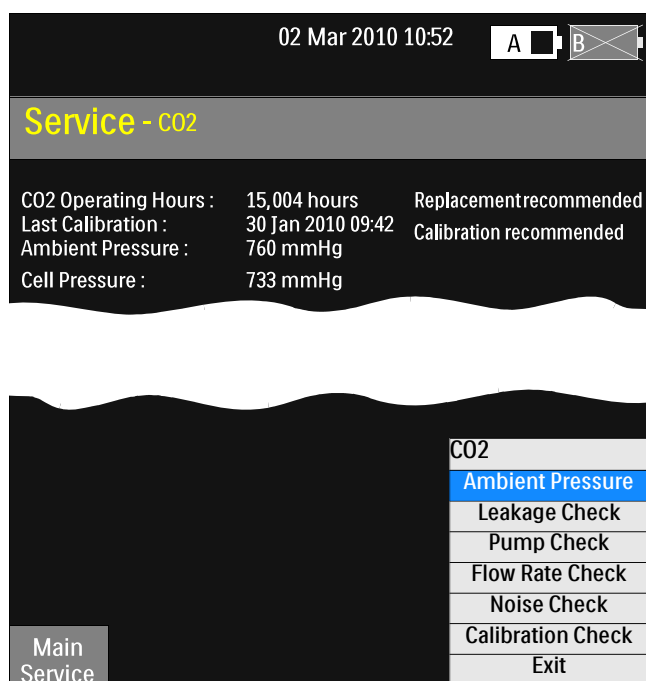 02 Mar 2010 10:52 A B
Service - CO2
CO2 Operating Hours : 15,004 hours Replacement recommended
Last Calibration : 30 Jan 2010 09:42 Calibration recommended
Ambient Pressure : 760 mmHg
Cell Pressure : 733 mmHg
CO2
Ambient Pressure
Leakage Check
Pump Check
Flow Rate Check
Noise Check
Calibration Check
Exit
Main
Service